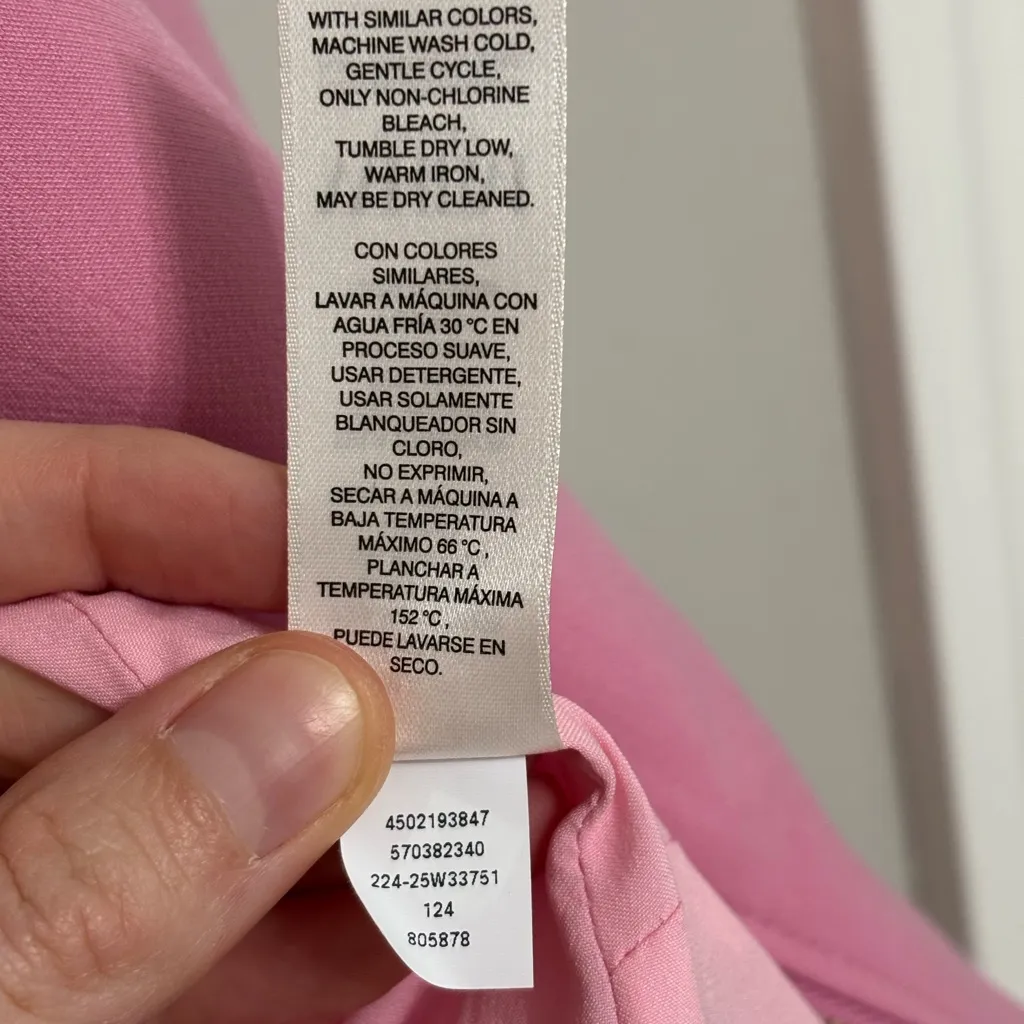 WITH SIMILAR COLORS,
MACHINE WASH COLD,
GENTLE CYCLE,
ONLY NON-CHLORINE
BLEACH,
TUMBLE DRY LOW,
WARM IRON,
MAY BE DRY CLEANED.
CON COLORES
SIMILARES,
LAVAR A MÁQUINA CON
AGUA FRÍA 30 °C EN
PROCESO SUAVE,
USAR DETERGENTE,
USAR SOLAMENTE
BLANQUEADOR SIN
CLORO,
NO EXPRIMIR,
SECAR A MÁQUINA A
BAJA TEMPERATURA
MÁXIMO 66 °C ,
PLANCHAR A
TEMPERATURA MÁXIMA
152 °C ,
PUEDE LAVARSE EN
SECO.
4502193847
570382340
224-25W33751
124
805878